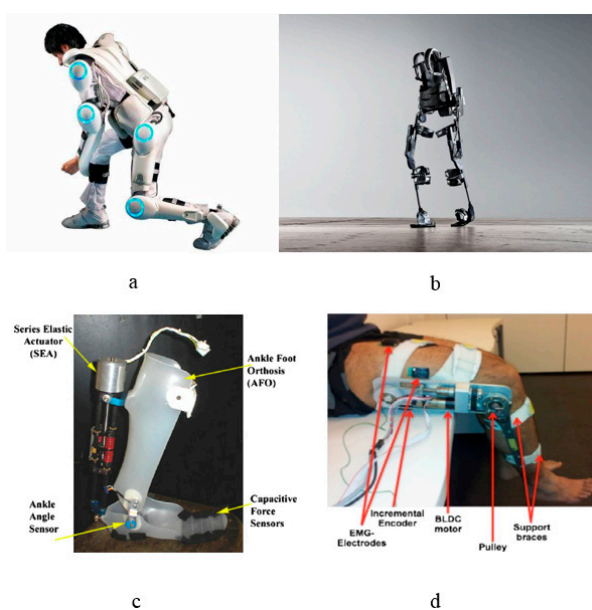 a
b
Series Elastic
Actuator
(SEA)
Ankle Foot
Orthosis
(AFO)
Ankle
Angle
Sensor
Capacitive
Force
Sensors
EMG-
Electrodes
Incremental
Encoder
BLDC
motor
Pulley
Support
braces
c
d